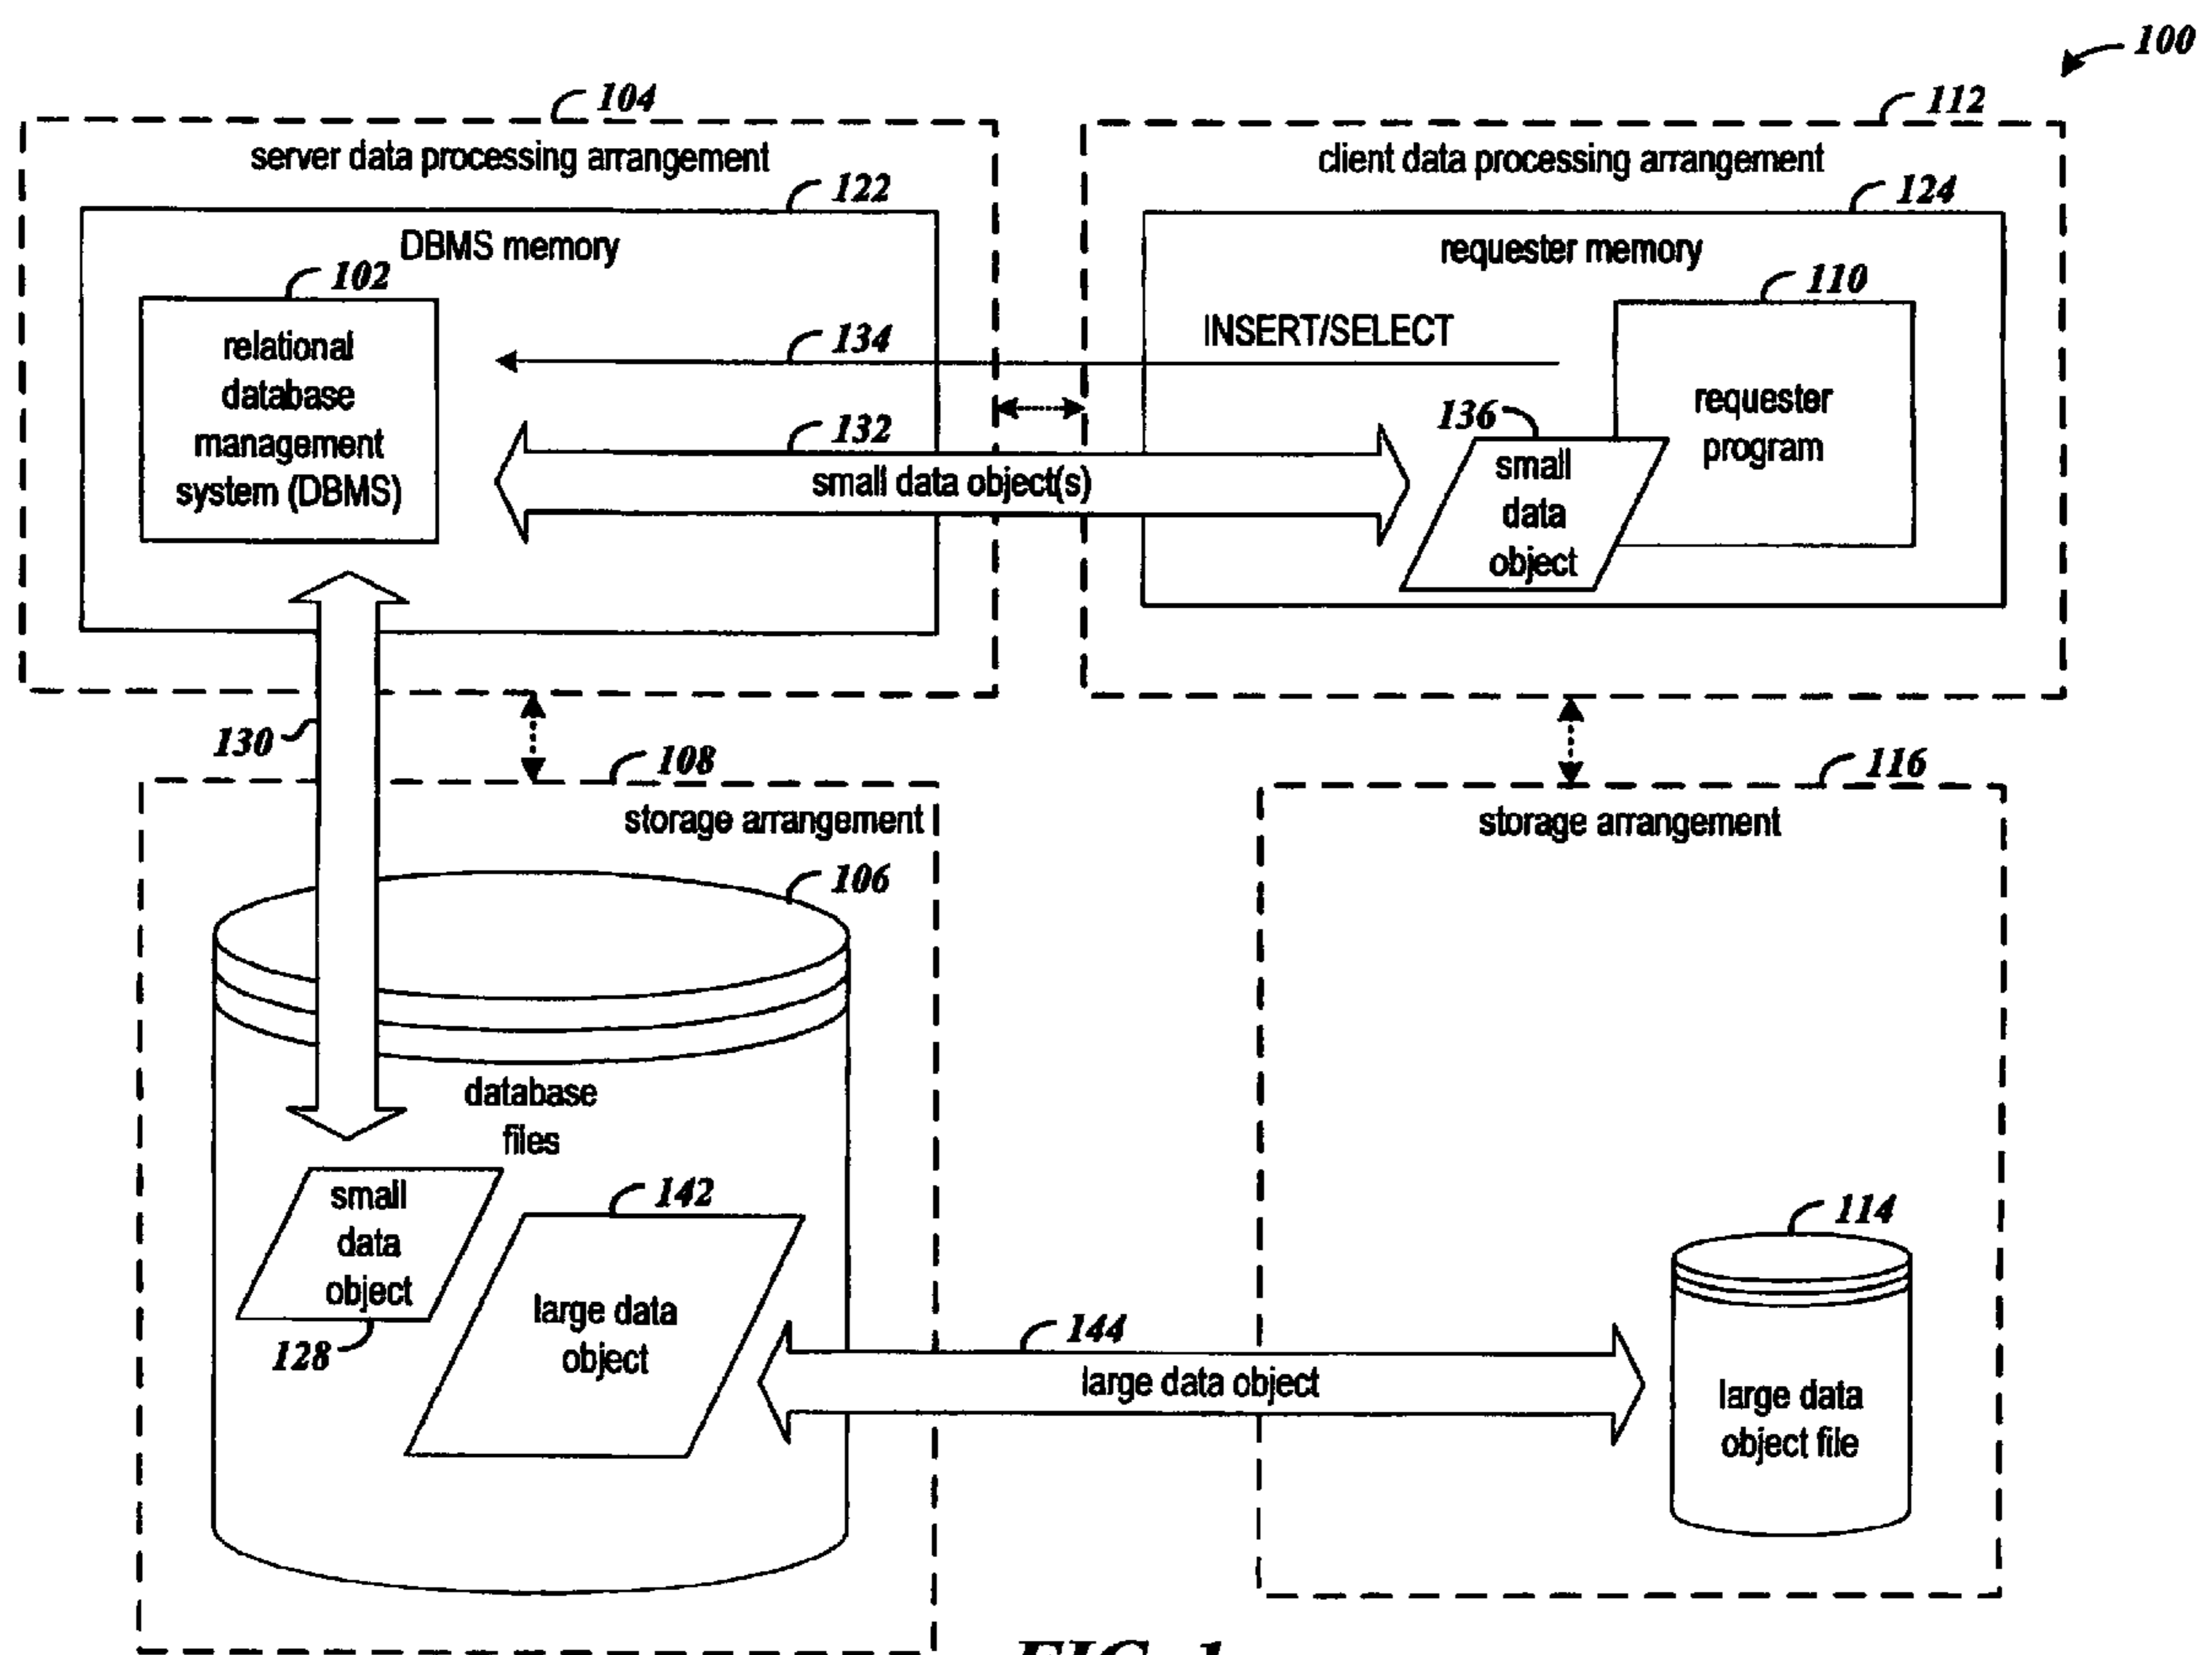 100
104
server data processing arrangement
122
DBMS memory
102
relational
database
management
system (DBMS)
134
132
small data object(s)
112
client data processing arrangement
124
requester memory
110
INSERT/SELECT
requester
program
136
small
data
object
130
108
storage arrangement
106
database
files
small
data
object
128
142
large data
object
144
large data object
116
storage arrangement
114
large data
object file
FIG. 1